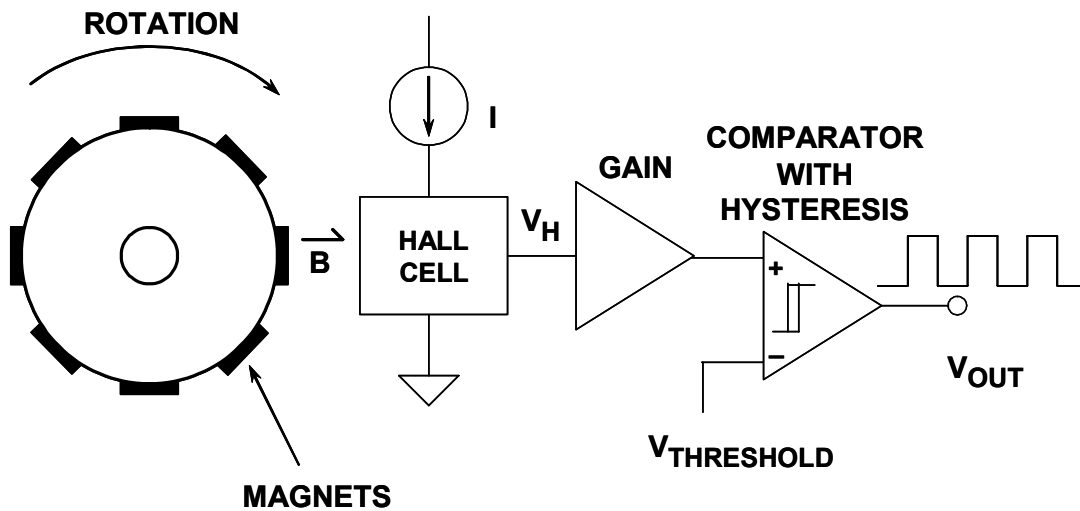 ROTATION
I
COMPARATOR
WITH
HYSTERESIS
GAIN
V_H
HALL
CELL
B
+
−
V_OUT
V_THRESHOLD
MAGNETS